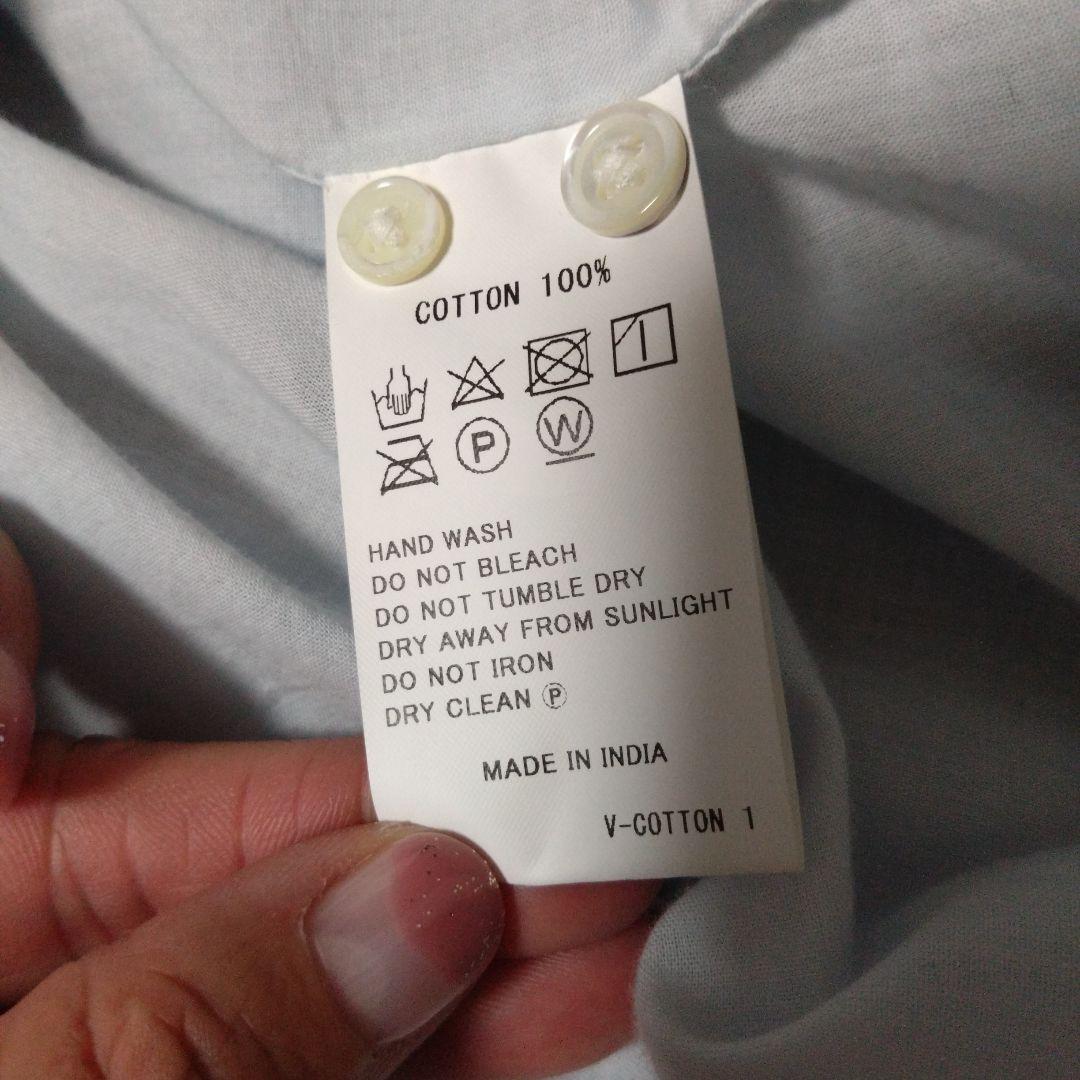 COTTON 100%
P W
HAND WASH
DO NOT BLEACH
DO NOT TUMBLE DRY
DRY AWAY FROM SUNLIGHT
DO NOT IRON
DRY CLEAN Ⓟ
MADE IN INDIA
V-COTTON 1